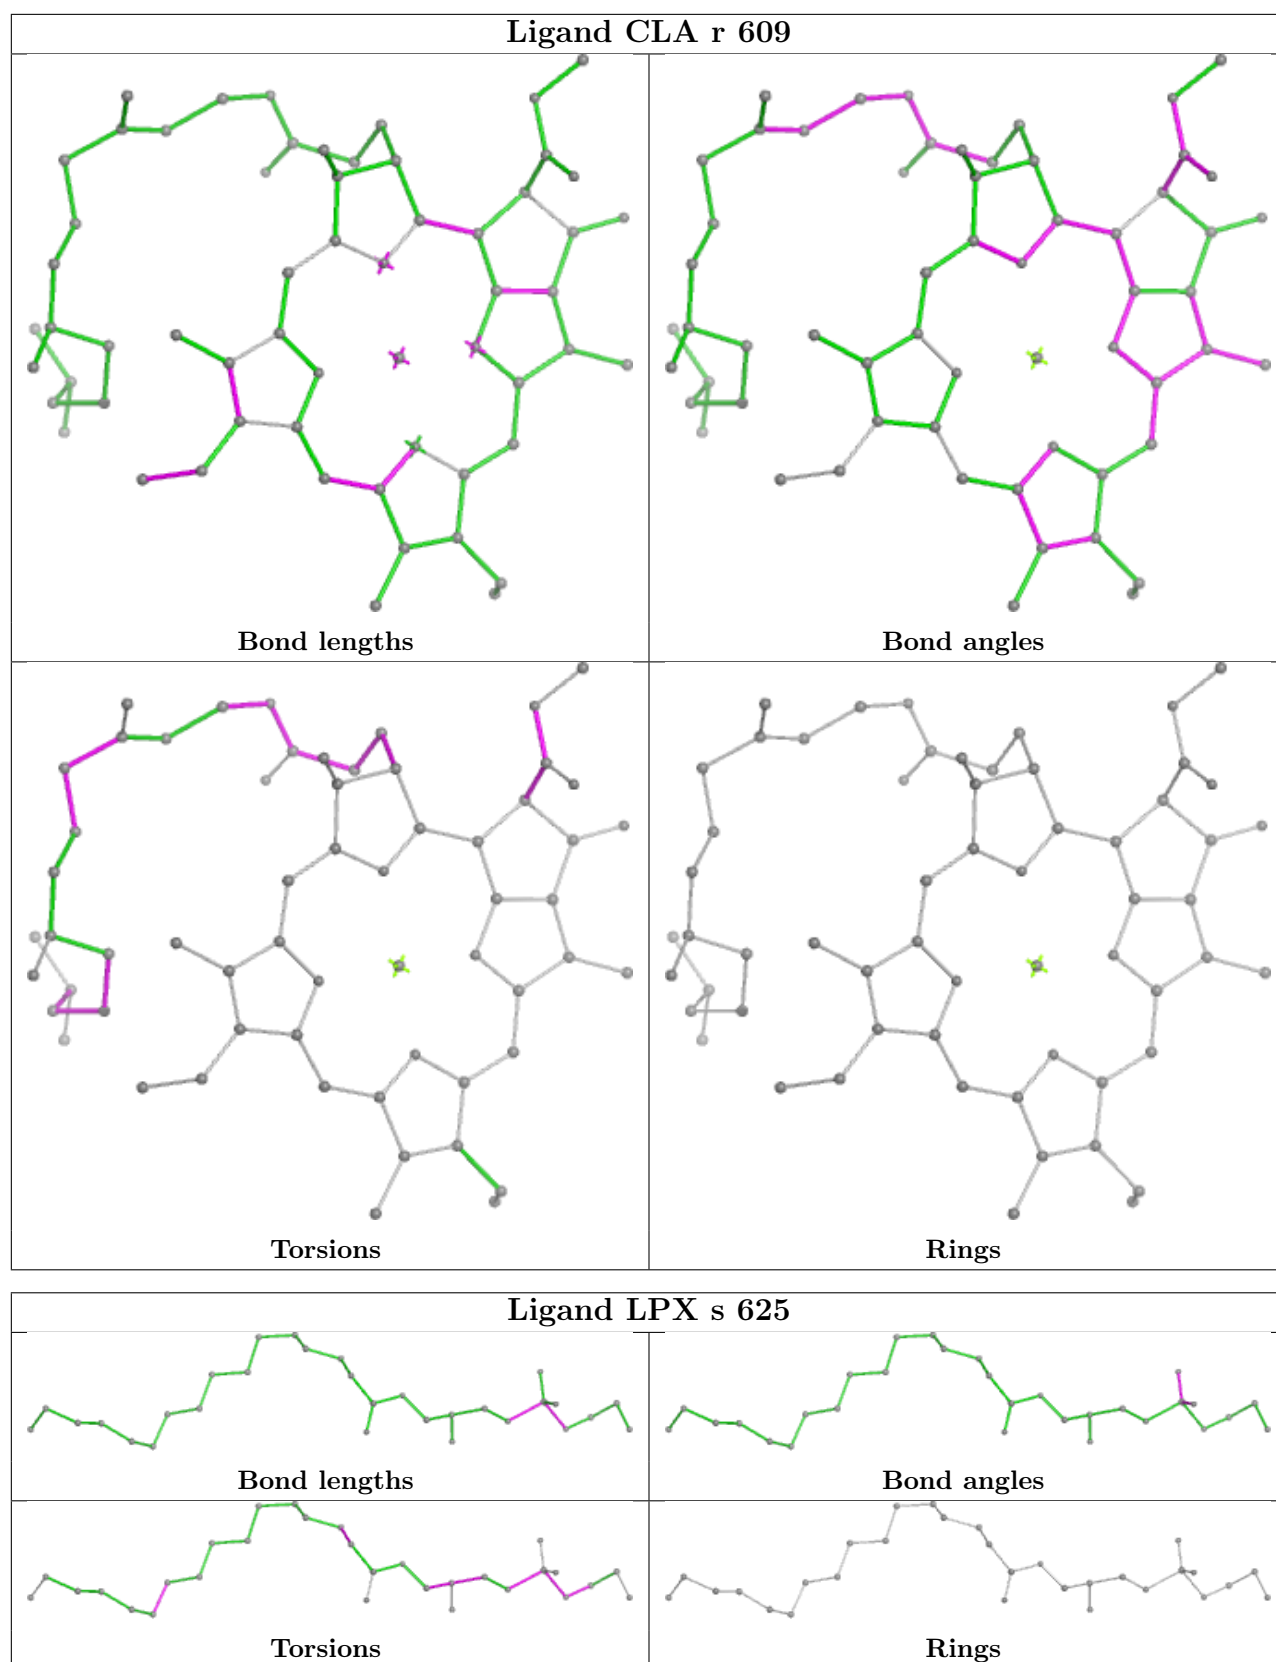 Ligand CLA r 609
Bond lengths
Bond angles
Torsions
Rings
Ligand LPX s 625
Bond lengths
Bond angles
Torsions
Rings